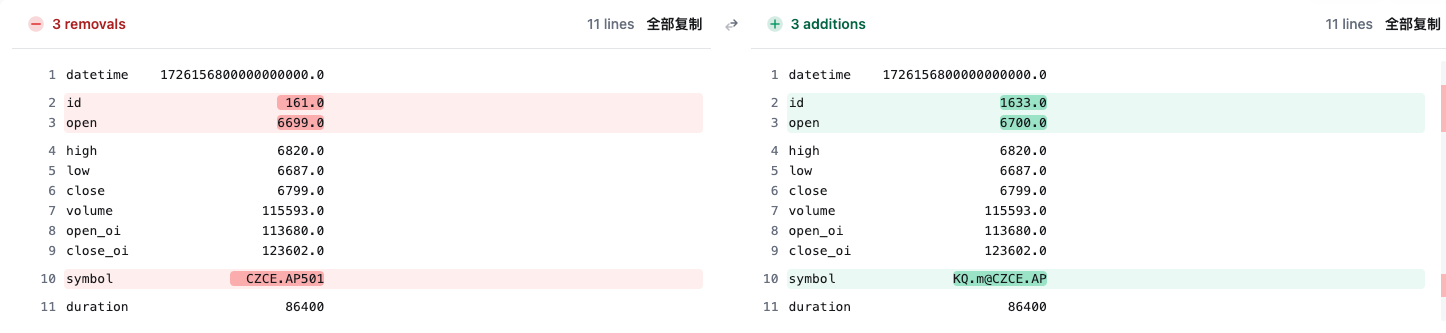 3 removals 11 lines 全部复制
1 datetime 1726156800000000000.0
2 id 161.0
3 open 6699.0
4 high 6820.0
5 low 6687.0
6 close 6799.0
7 volume 115593.0
8 open_oi 113680.0
9 close_oi 123602.0
10 symbol CZCE.AP501
11 duration 86400
3 additions 11 lines 全部复制
1 datetime 1726156800000000000.0
2 id 1633.0
3 open 6700.0
4 high 6820.0
5 low 6687.0
6 close 6799.0
7 volume 115593.0
8 open_oi 113680.0
9 close_oi 123602.0
10 symbol KQ.m@CZCE.AP
11 duration 86400